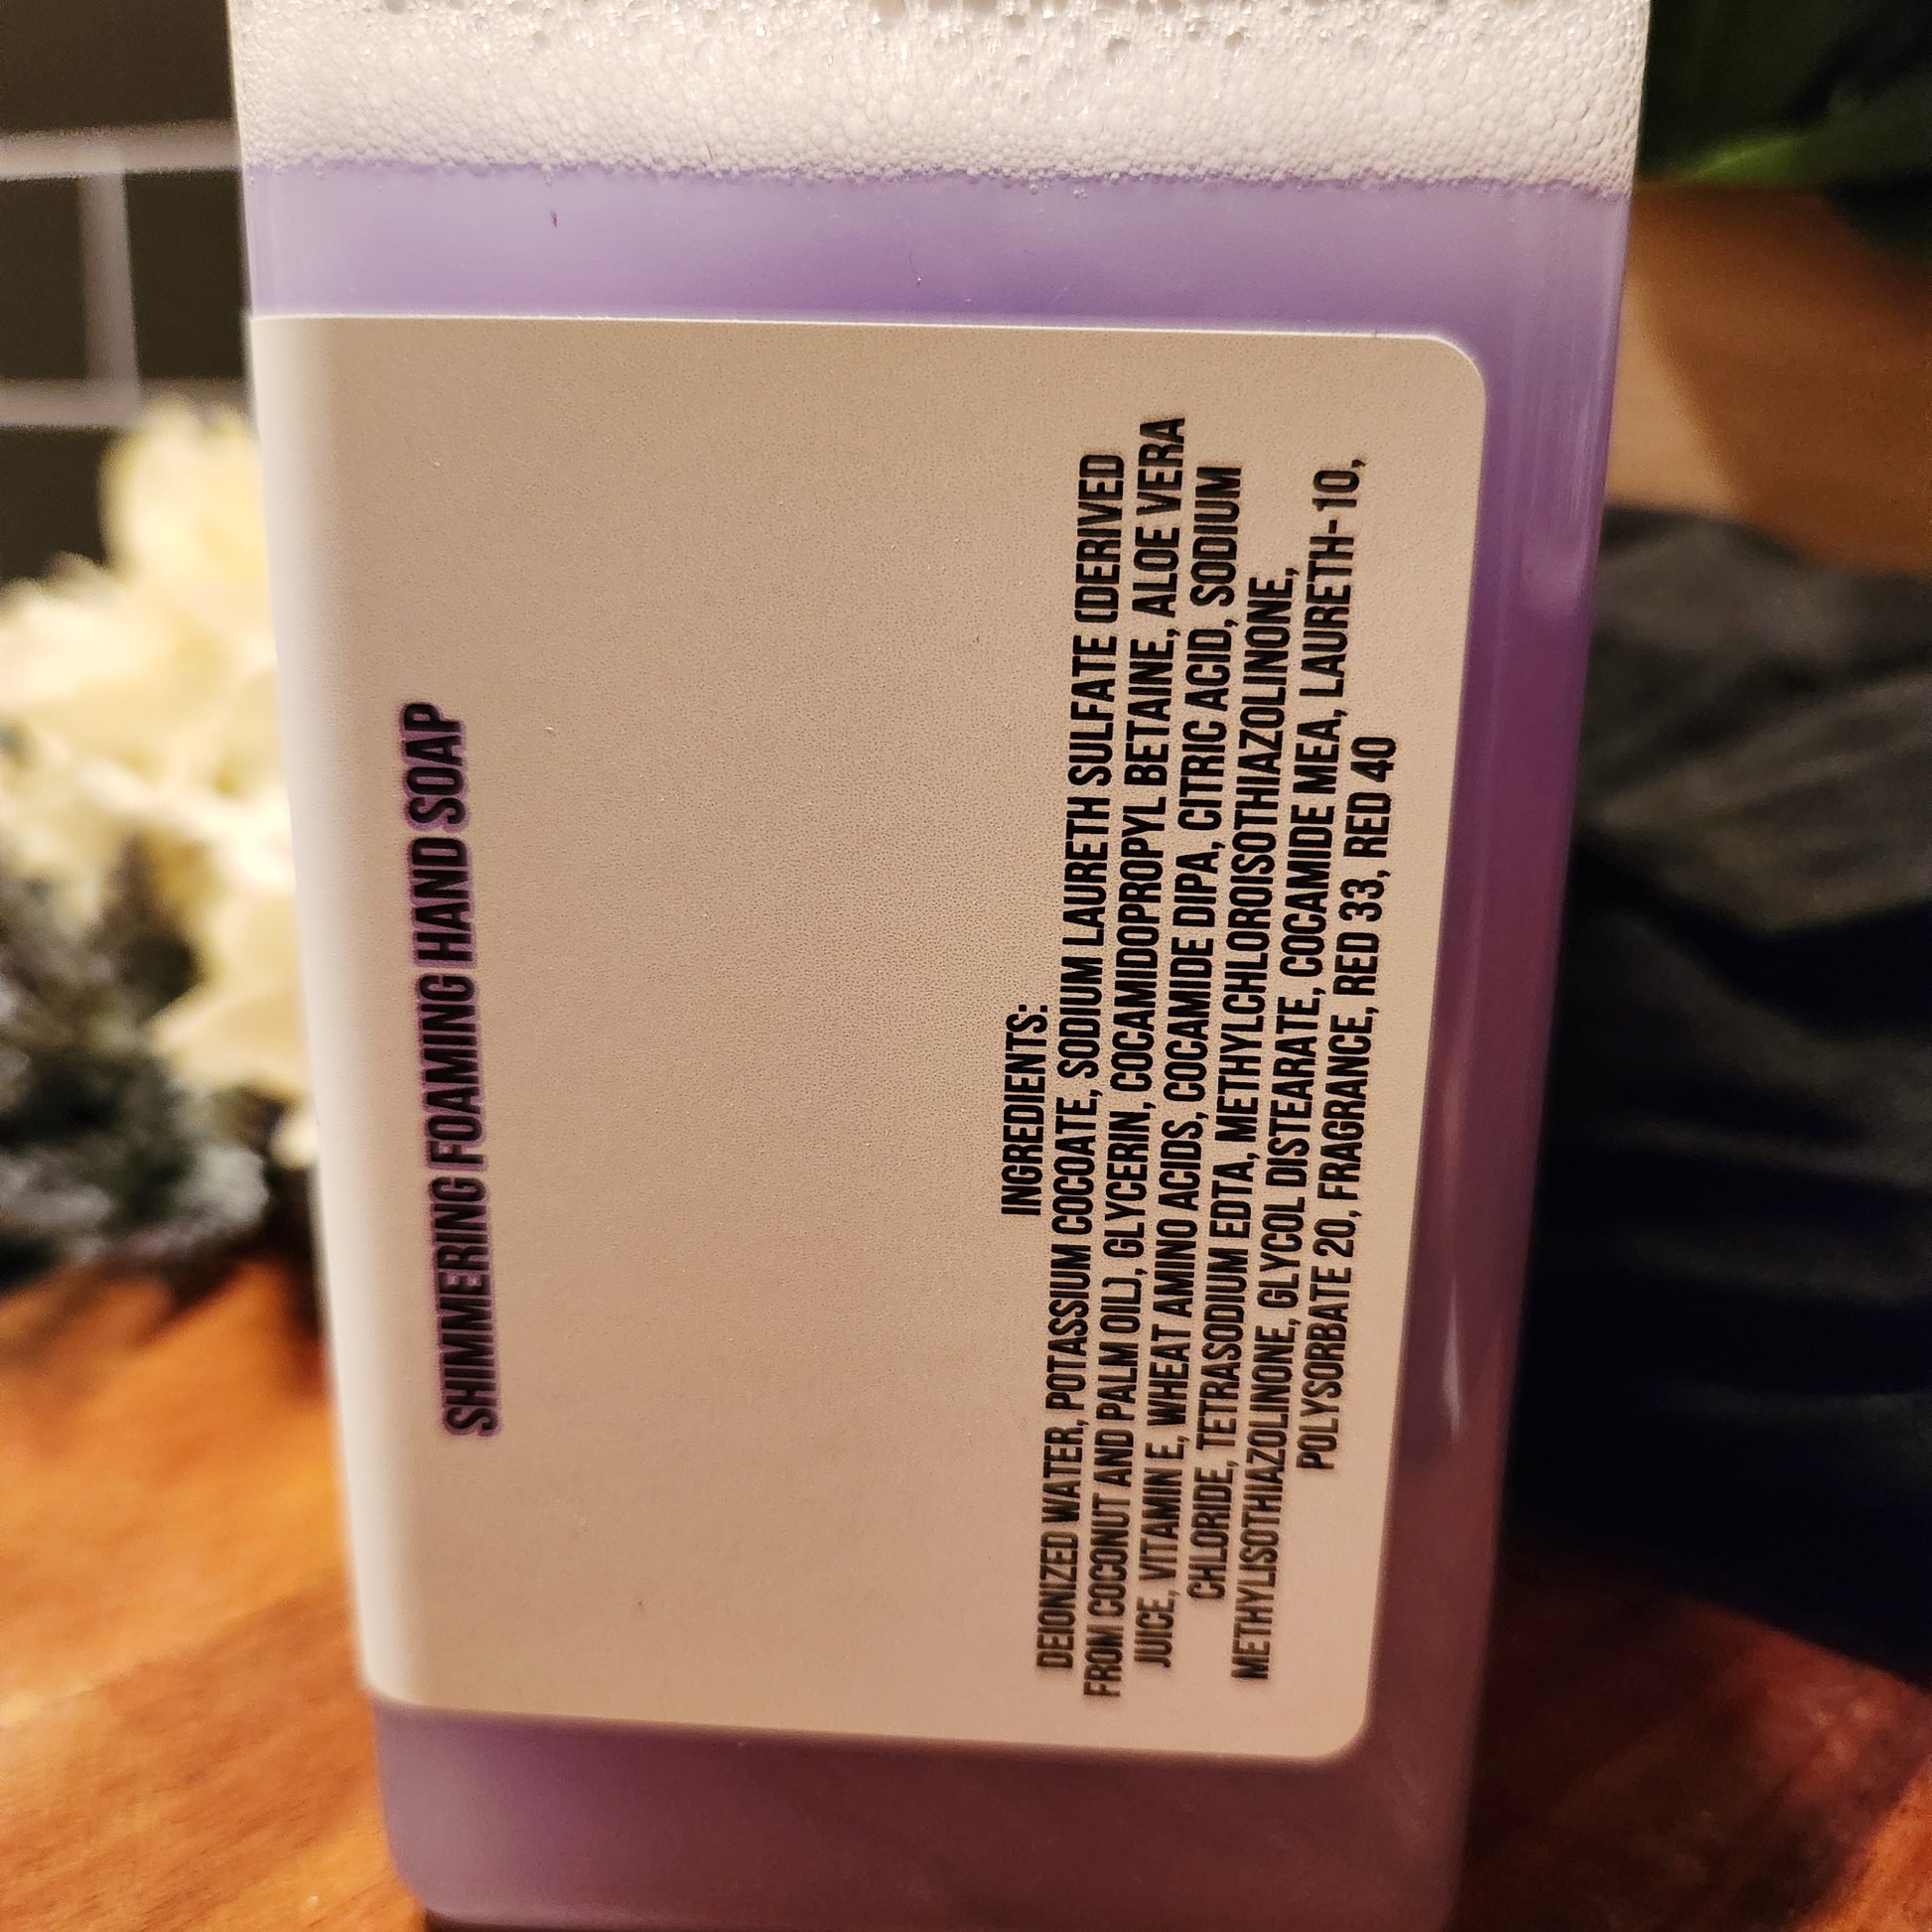 SHIMMERING FOAMING HAND SOAP
INGREDIENTS:
DEIONIZED WATER, POTASSIUM COCOATE, SODIUM LAURETH SULFATE (DERIVED
FROM COCONUT AND PALM OIL), GLYCERIN, COCAMIDOPROPYL BETAINE, ALOE VERA
JUICE, VITAMIN E, WHEAT AMINO ACIDS, COCAMIDE DIPA, CITRIC ACID, SODIUM
CHLORIDE, TETRASODIUM EDTA, METHYLCHLOROISOTHIAZOLINONE,
METHYLISOTHIAZOLINONE, GLYCOL DISTEARATE, COCAMIDE MEA, LAURETH-10,
POLYSORBATE 20, FRAGRANCE, RED 33, RED 40